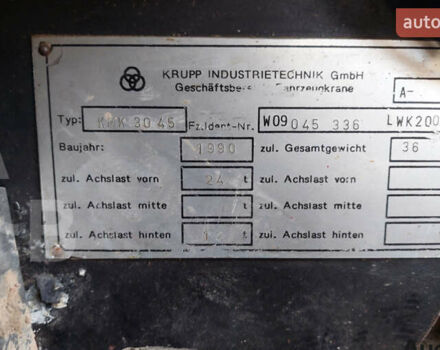 auto.r
KRUPP INDUSTRIETECHNIK GmbH
Geschäftsbere Fahrzeugkrane
A-
Typ: KMK 3045 Fz.Ident-Nr. W09 045 336 LWK200
Baujahr: 1990 zul. Gesamtgewicht 36
zul. Achslast vorn 24 t zul. Achslast vorn
zul. Achslast mitte t zul. Achslast mitte
zul. Achslast hinten 12 t zul. Achslast hinten